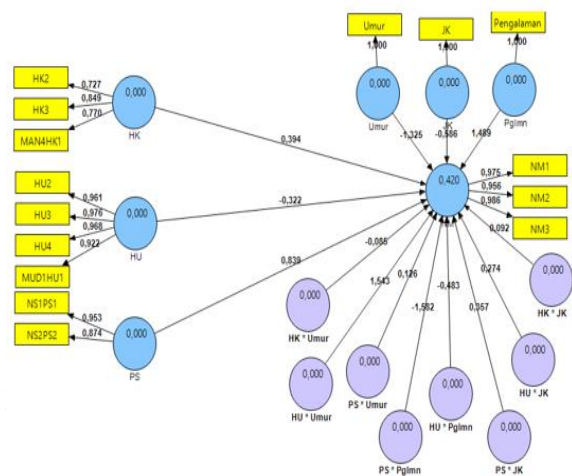 Umur
JK
Pengalaman
1,000
1,000
1,000
0,000
0,000
0,000
Umur
JK
Pglmn
HK2
HK3
MAN4HK1
0,727
0,849
0,770
0,000
HK
0,394
-1,325
-0,586
1,489
0,420
0,975
0,956
0,986
NM1
NM2
NM3
HU2
HU3
HU4
MUD1HU1
0,961
0,976
0,968
0,922
0,000
HU
-0,322
NS1PS1
NS2PS2
0,953
0,874
0,000
PS
0,839
-0,085
1,543
0,126
-1,582
-0,483
0,357
0,274
0,092
0,000
HK * Umur
0,000
HU * Umur
0,000
PS * Umur
0,000
PS * Pglmn
0,000
HU * Pglmn
0,000
PS * JK
0,000
HU * JK
0,000
HK * JK